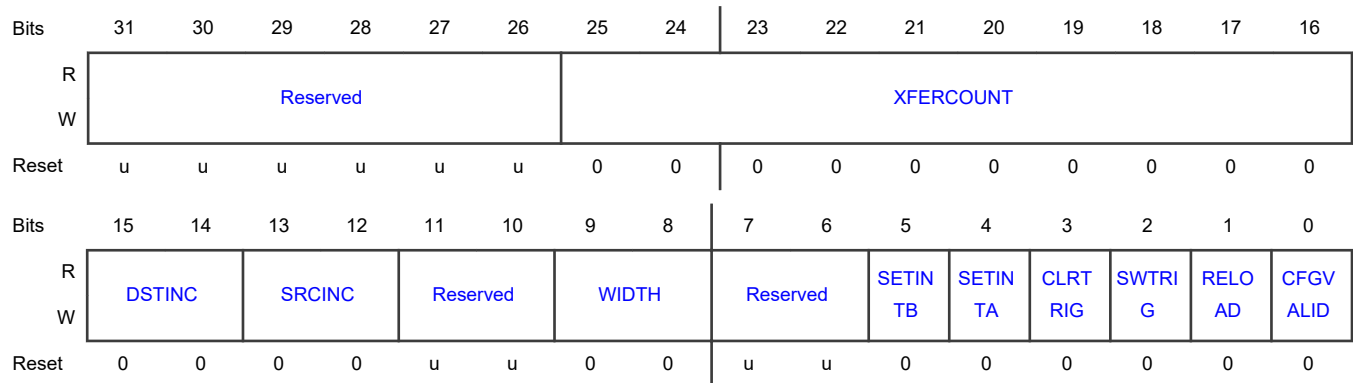 Bits 31 30 29 28 27 26 25 24 23 22 21 20 19 18 17 16
R
Reserved XFERCOUNT
W
Reset u u u u u u 0 0 0 0 0 0 0 0 0 0
Bits 15 14 13 12 11 10 9 8 7 6 5 4 3 2 1 0
R DSTINC SRCINC Reserved WIDTH Reserved SETIN SETIN CLRT SWTRI RELO CFGV
W TB TA RIG G AD ALID
Reset 0 0 0 0 u u 0 0 u u 0 0 0 0 0 0